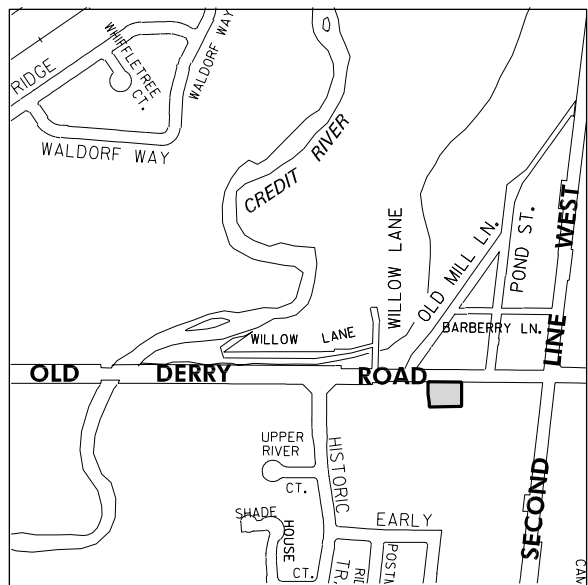 RIDGE
WHIFFLETREE
CT.
WALDORF WAY
WALDORF WAY
CREDIT RIVER
WILLOW LANE
OLD MILL LN.
POND ST.
WEST
WILLOW LANE
BARBERRY LN.
LINE
OLD DERRY ROAD
UPPER
RIVER
CT.
HISTORIC
SHADE
HOUSE
CT.
EARLY
TR.
SECOND